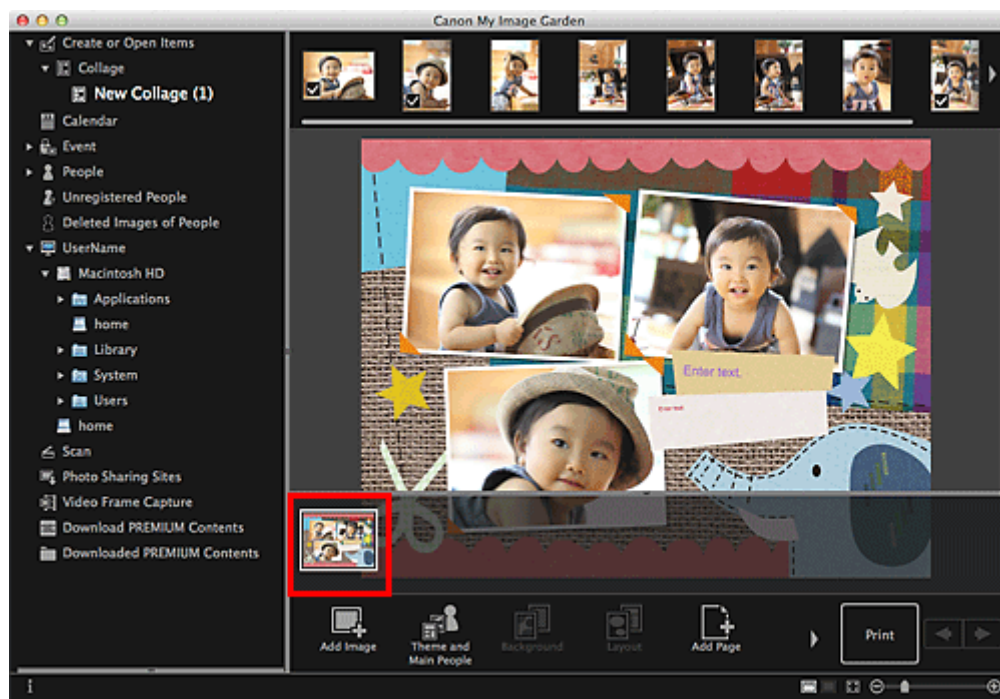 Canon My Image Garden
Create or Open Items
Collage
New Collage (1)
Calendar
Event
People
Unregistered People
Deleted Images of People
UserName
Macintosh HD
Applications
home
Library
System
Users
home
Scan
Photo Sharing Sites
Video Frame Capture
Download PREMIUM Contents
Downloaded PREMIUM Contents
Enter text.
Enter text.
Add Image
Theme and
Main People
Background
Layout
Add Page
Print